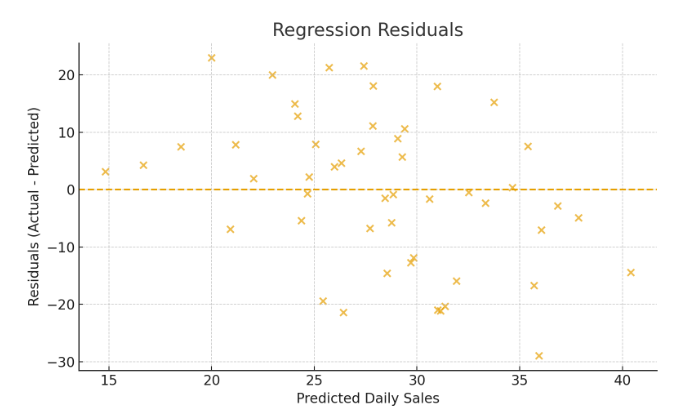 Regression Residuals
Residuals (Actual - Predicted)
20
10
0
−10
−20
−30
15 20 25 30 35 40
Predicted Daily Sales